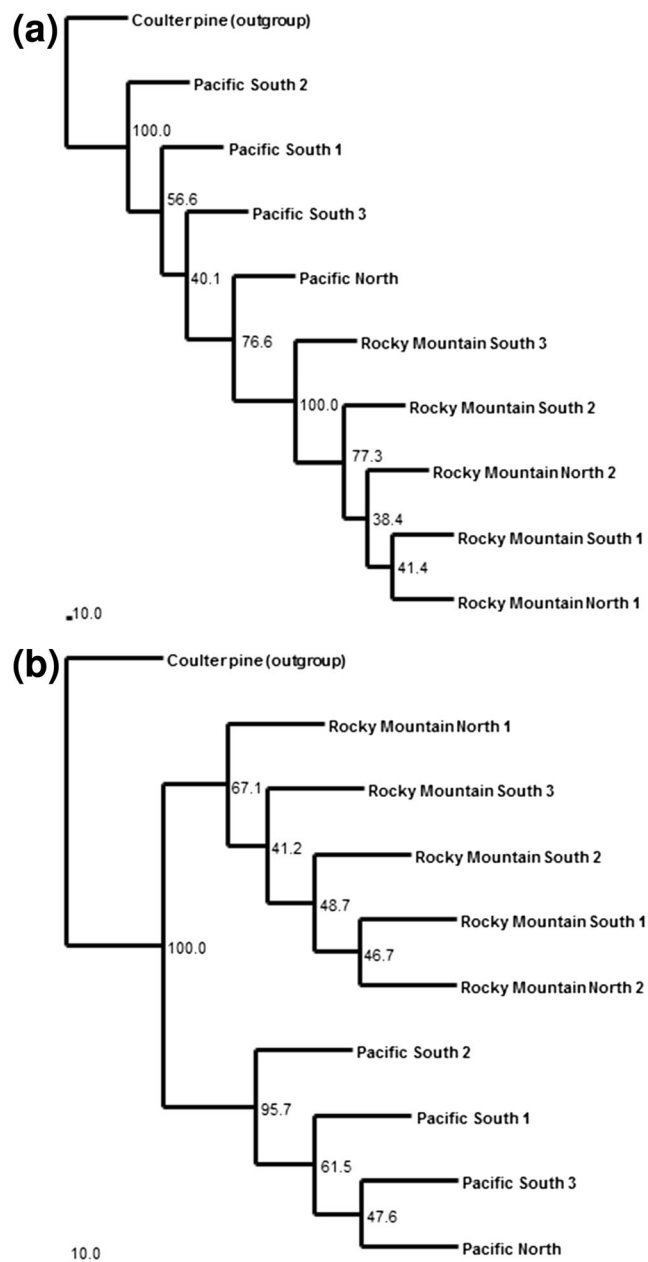 (a)
Coulter pine (outgroup)
Pacific South 2
100.0
Pacific South 1
56.6
Pacific South 3
40.1
Pacific North
76.6
Rocky Mountain South 3
100.0
Rocky Mountain South 2
77.3
Rocky Mountain North 2
38.4
Rocky Mountain South 1
41.4
Rocky Mountain North 1
10.0
(b)
Coulter pine (outgroup)
Rocky Mountain North 1
67.1
Rocky Mountain South 3
41.2
Rocky Mountain South 2
48.7
Rocky Mountain South 1
46.7
Rocky Mountain North 2
100.0
Pacific South 2
95.7
Pacific South 1
61.5
Pacific South 3
47.6
Pacific North
10.0